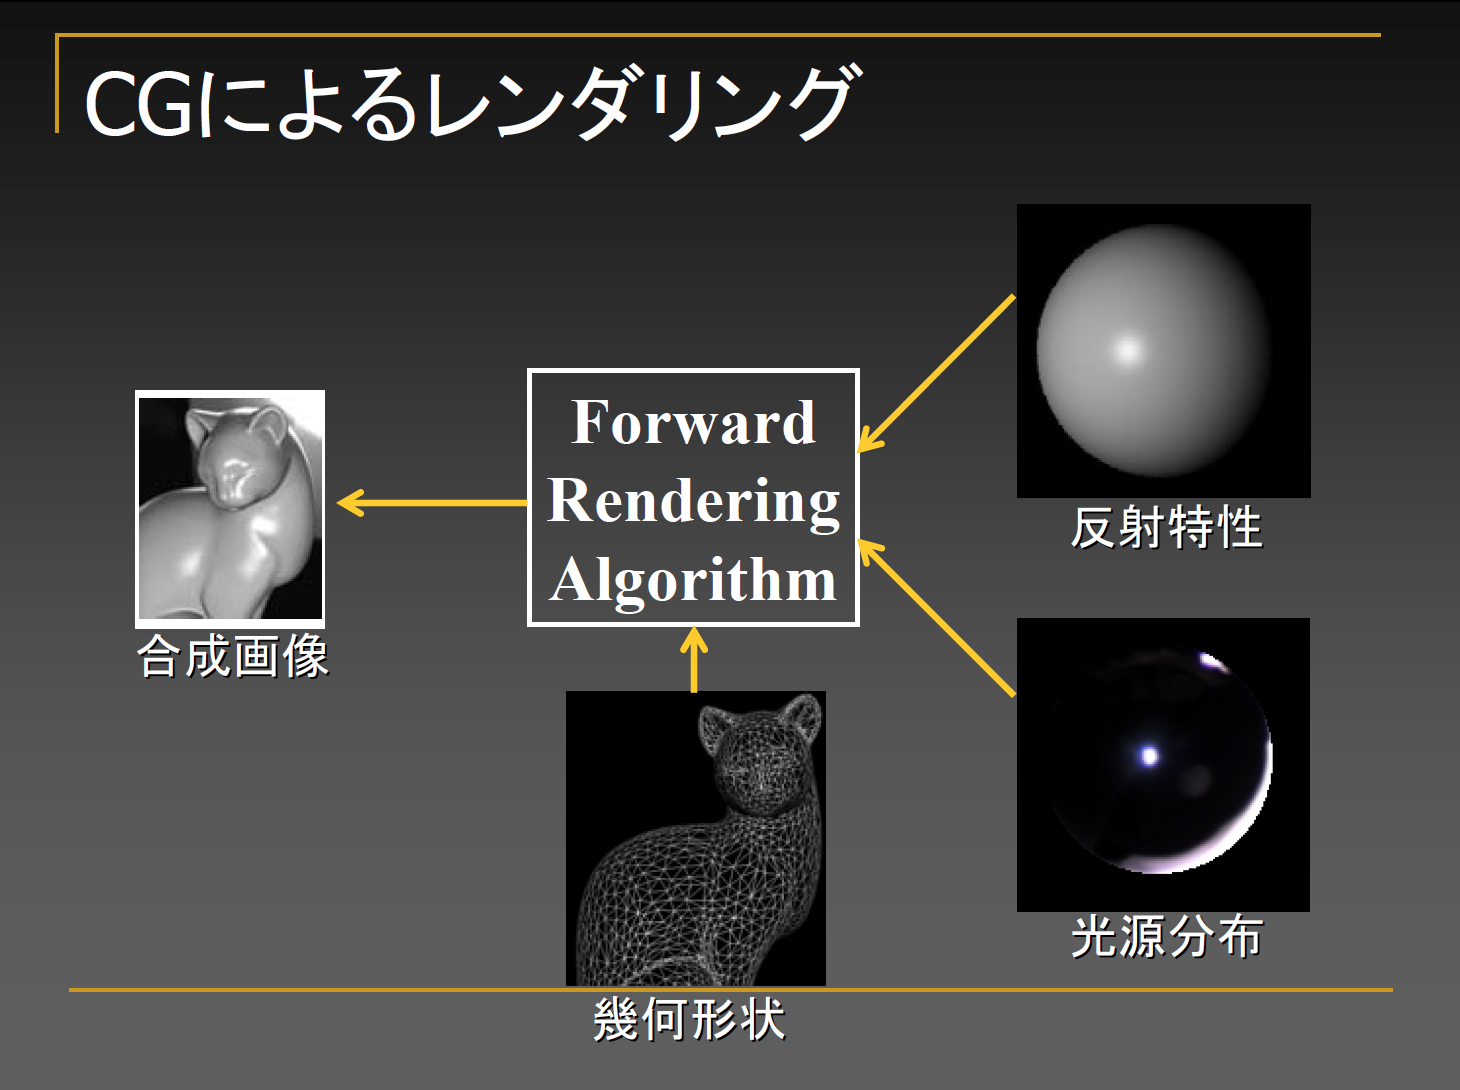 CGによるレンダリング
Forward
Rendering
Algorithm
反射特性
合成画像
光源分布
幾何形状